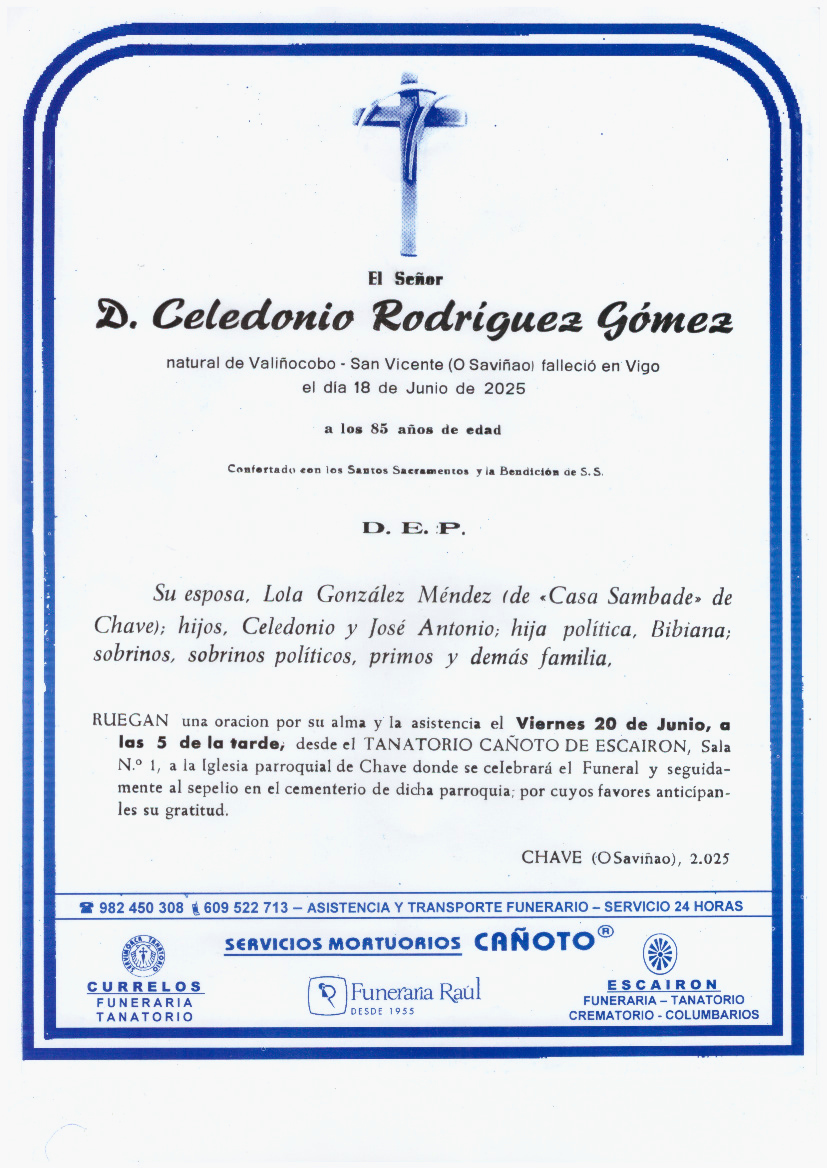 El Señor
D. Celedonio Rodríguez Gómez
natural de Valiñocobo - San Vicente (O Saviñao) falleció en Vigo
el día 18 de Junio de 2025
a los 85 años de edad
Confortado con los Santos Sacramentos y la Bendición de S. S.
D. E. P.
Su esposa, Lola González Méndez (de «Casa Sambade» de
Chave); hijos, Celedonio y José Antonio; hija política, Bibiana;
sobrinos, sobrinos políticos, primos y demás familia,
RUEGAN una oracion por su alma y la asistencia el Viernes 20 de Junio, a
las 5 de la tarde, desde el TANATORIO CAÑOTO DE ESCAIRON, Sala
N.º 1, a la Iglesia parroquial de Chave donde se celebrará el Funeral y seguida-
mente al sepelio en el cementerio de dicha parroquia; por cuyos favores anticipan-
les su gratitud.
CHAVE (O Saviñao), 2.025
☎ 982 450 308 609 522 713 – ASISTENCIA Y TRANSPORTE FUNERARIO – SERVICIO 24 HORAS
SERVICIOS MORTUORIOS CAÑOTO®
CURRELOS
FUNERARIA
TANATORIO
Funeraria Raúl
DESDE 1955
ESCAIRON
FUNERARIA – TANATORIO
CREMATORIO - COLUMBARIOS